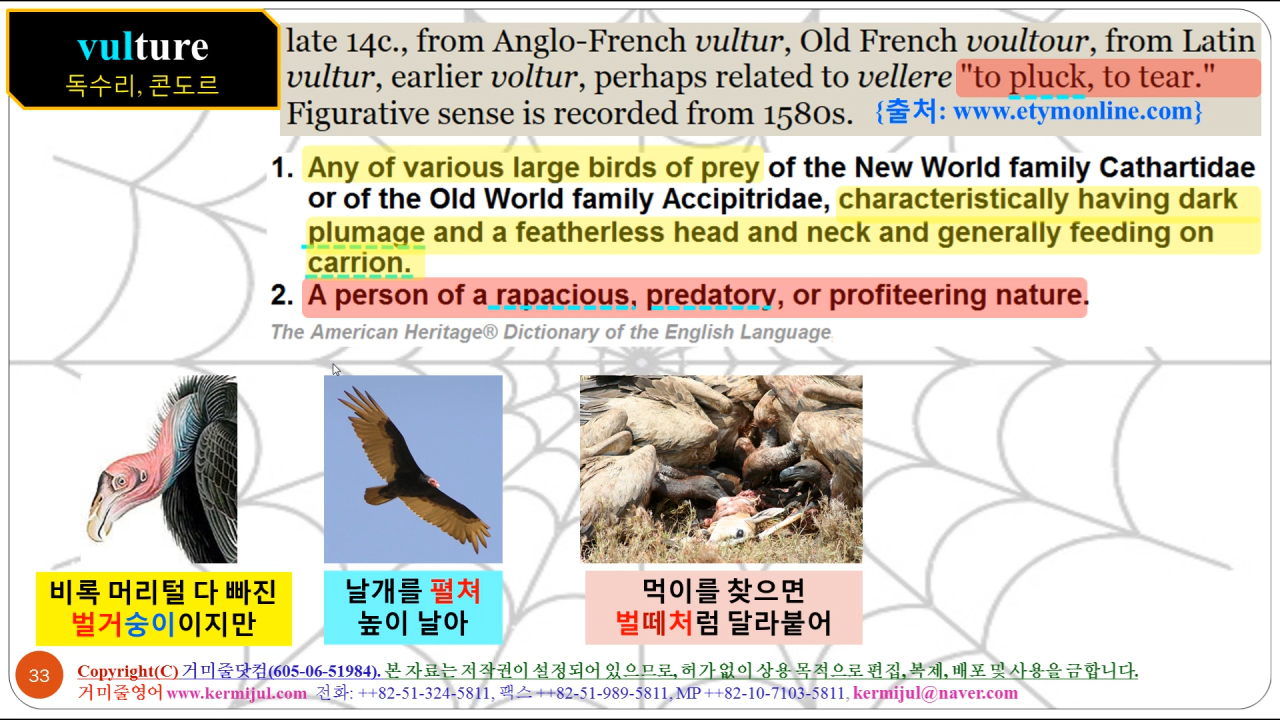 vulture
독수리, 콘도르
late 14c., from Anglo-French vultur, Old French voultour, from Latin
vultur, earlier voltur, perhaps related to vellere "to pluck, to tear."
Figurative sense is recorded from 1580s. {출처: www.etymonline.com}
1. Any of various large birds of prey of the New World family Cathartidae
or of the Old World family Accipitridae, characteristically having dark
plumage and a featherless head and neck and generally feeding on
carrion.
2. A person of a rapacious, predatory, or profiteering nature.
The American Heritage® Dictionary of the English Language
비록 머리털 다 빠진
벌거숭이이지만
날개를 펼쳐
높이 날아
먹이를 찾으면
벌떼처럼 달라붙어
33
Copyright(C) 거미줄닷컴(605-06-51984). 본 자료는 저작권이 설정되어 있으므로, 허가 없이 상용 목적으로 편집, 복제, 배포 및 사용을 금합니다.
거미줄영어 www.kermijul.com 전화: ++82-51-324-5811, 팩스 ++82-51-989-5811, MP ++82-10-7103-5811, kermijul@naver.com